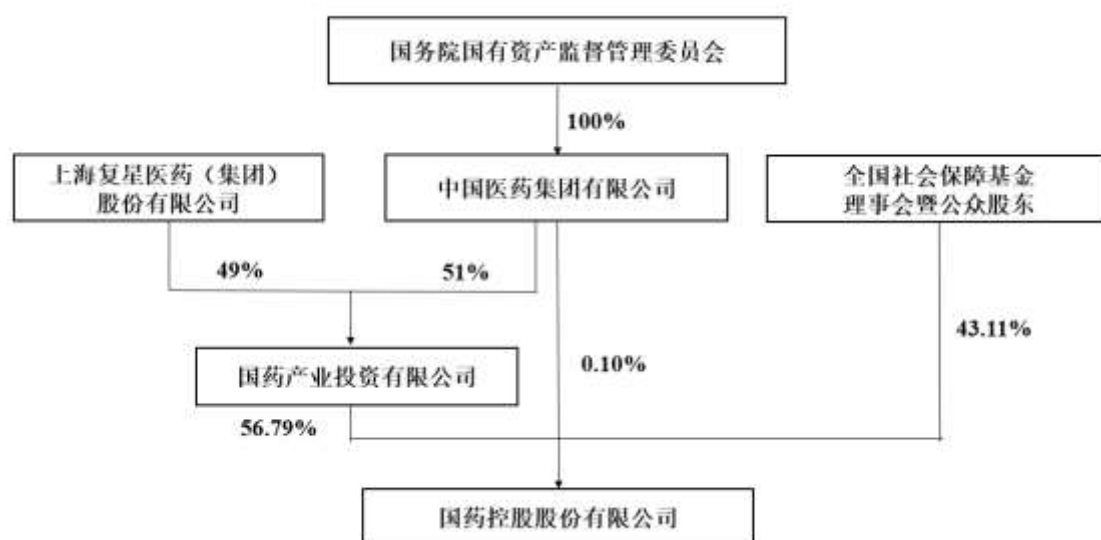 国务院国有资产监督管理委员会
100%
上海复星医药（集团）
股份有限公司
中国医药集团有限公司
全国社会保障基金
理事会暨公众股东
49%
51%
43.11%
0.10%
国药产业投资有限公司
56.79%
国药控股股份有限公司